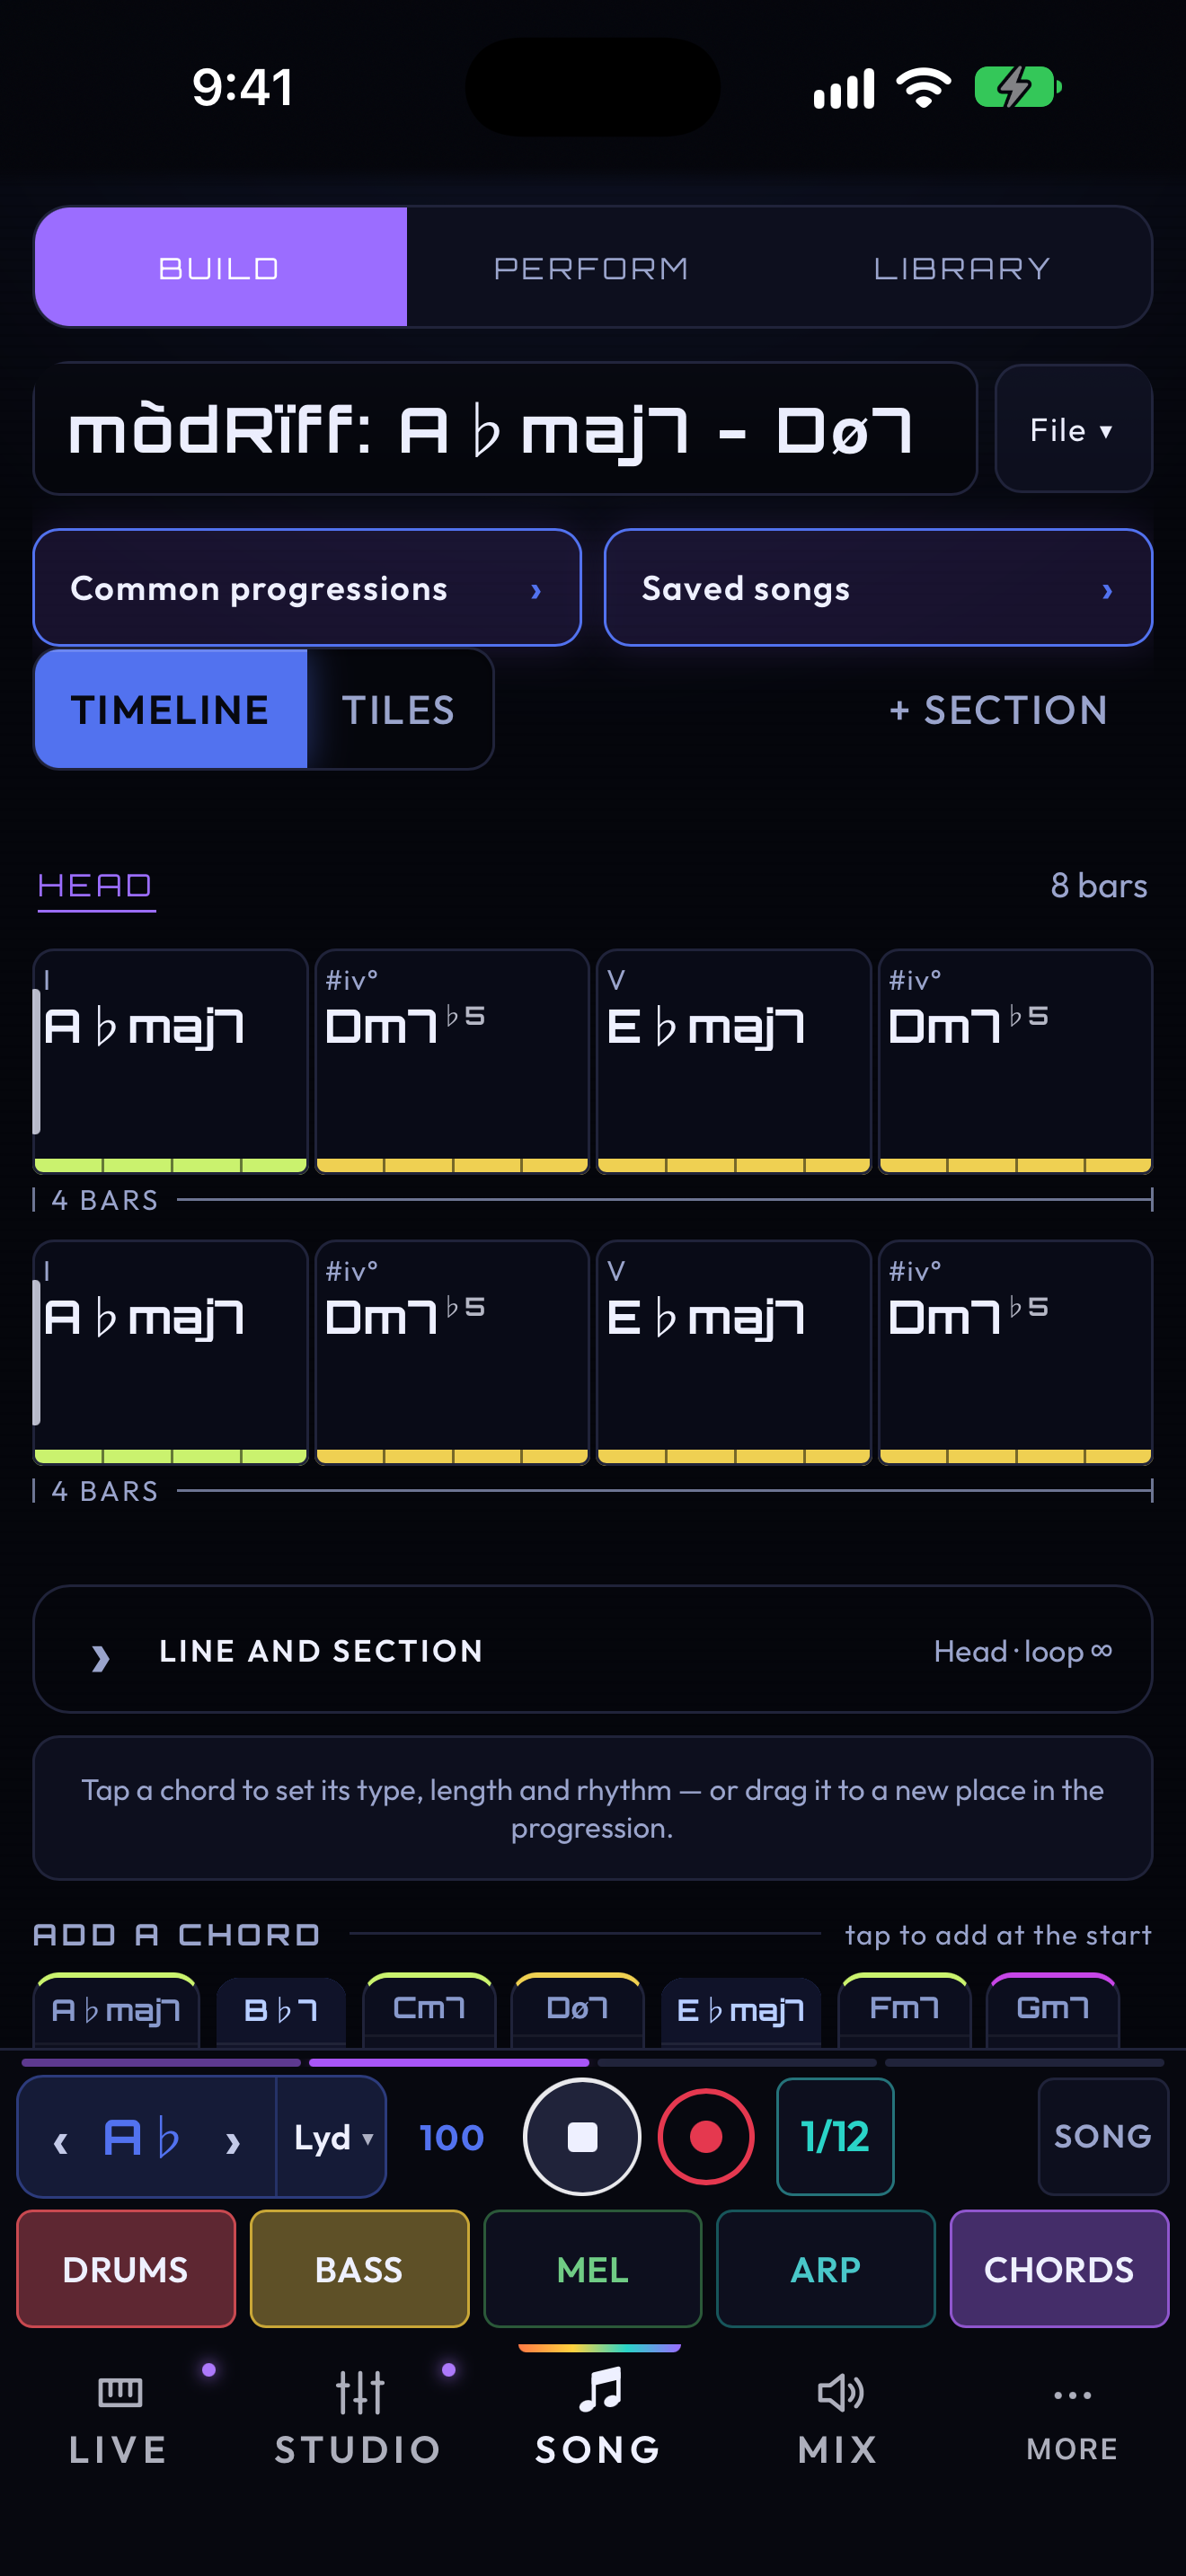 9:41
BUILD PERFORM LIBRARY
mòdRïff: A♭maj7 - Dø7 File ▾
Common progressions › Saved songs ›
TIMELINE TILES + SECTION
HEAD 8 bars
I #iv° V #iv°
A♭maj7 Dm7♭5 E♭maj7 Dm7♭5
4 BARS
I #iv° V #iv°
A♭maj7 Dm7♭5 E♭maj7 Dm7♭5
4 BARS
› LINE AND SECTION Head · loop ∞
Tap a chord to set its type, length and rhythm — or drag it to a new place in the
progression.
ADD A CHORD tap to add at the start
A♭maj7 B♭7 Cm7 Dø7 E♭maj7 Fm7 Gm7
‹ A♭ › Lyd ▾ 100 1/12 SONG
DRUMS BASS MEL ARP CHORDS
LIVE STUDIO SONG MIX MORE